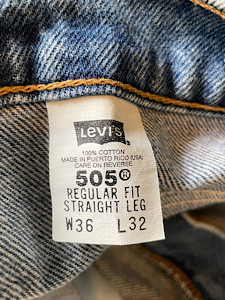 Levi's
100% COTTON
MADE IN PUERTO RICO (USA)
CARE ON REVERSE
505®
REGULAR FIT
STRAIGHT LEG
W36 L32